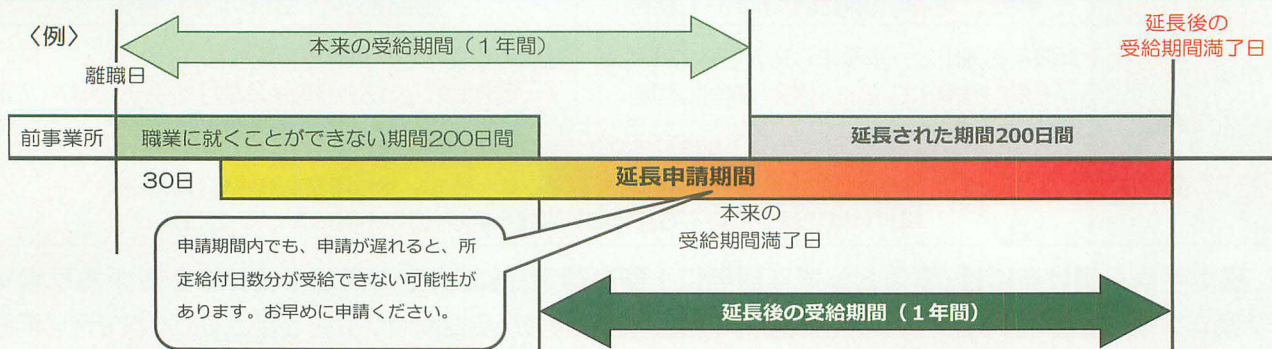 〈例〉
本来の受給期間（１年間）
延長後の
受給期間満了日
離職日
前事業所
職業に就くことができない期間200日間
延長された期間200日間
30日
延長申請期間
本来の
受給期間満了日
申請期間内でも、申請が遅れると、所
定給付日数分が受給できない可能性が
あります。お早めに申請ください。
延長後の受給期間（１年間）